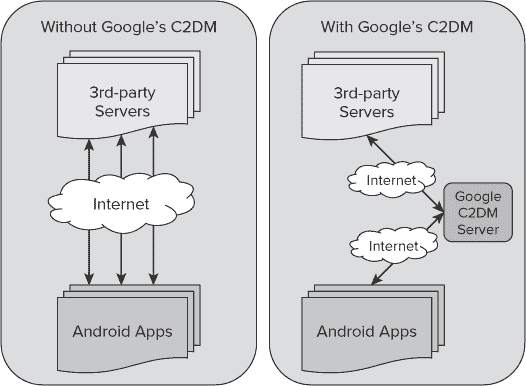 Without Google's C2DM
3rd-party
Servers
Internet
Android Apps
With Google's C2DM
3rd-party
Servers
Internet
Google
C2DM
Server
Internet
Android Apps